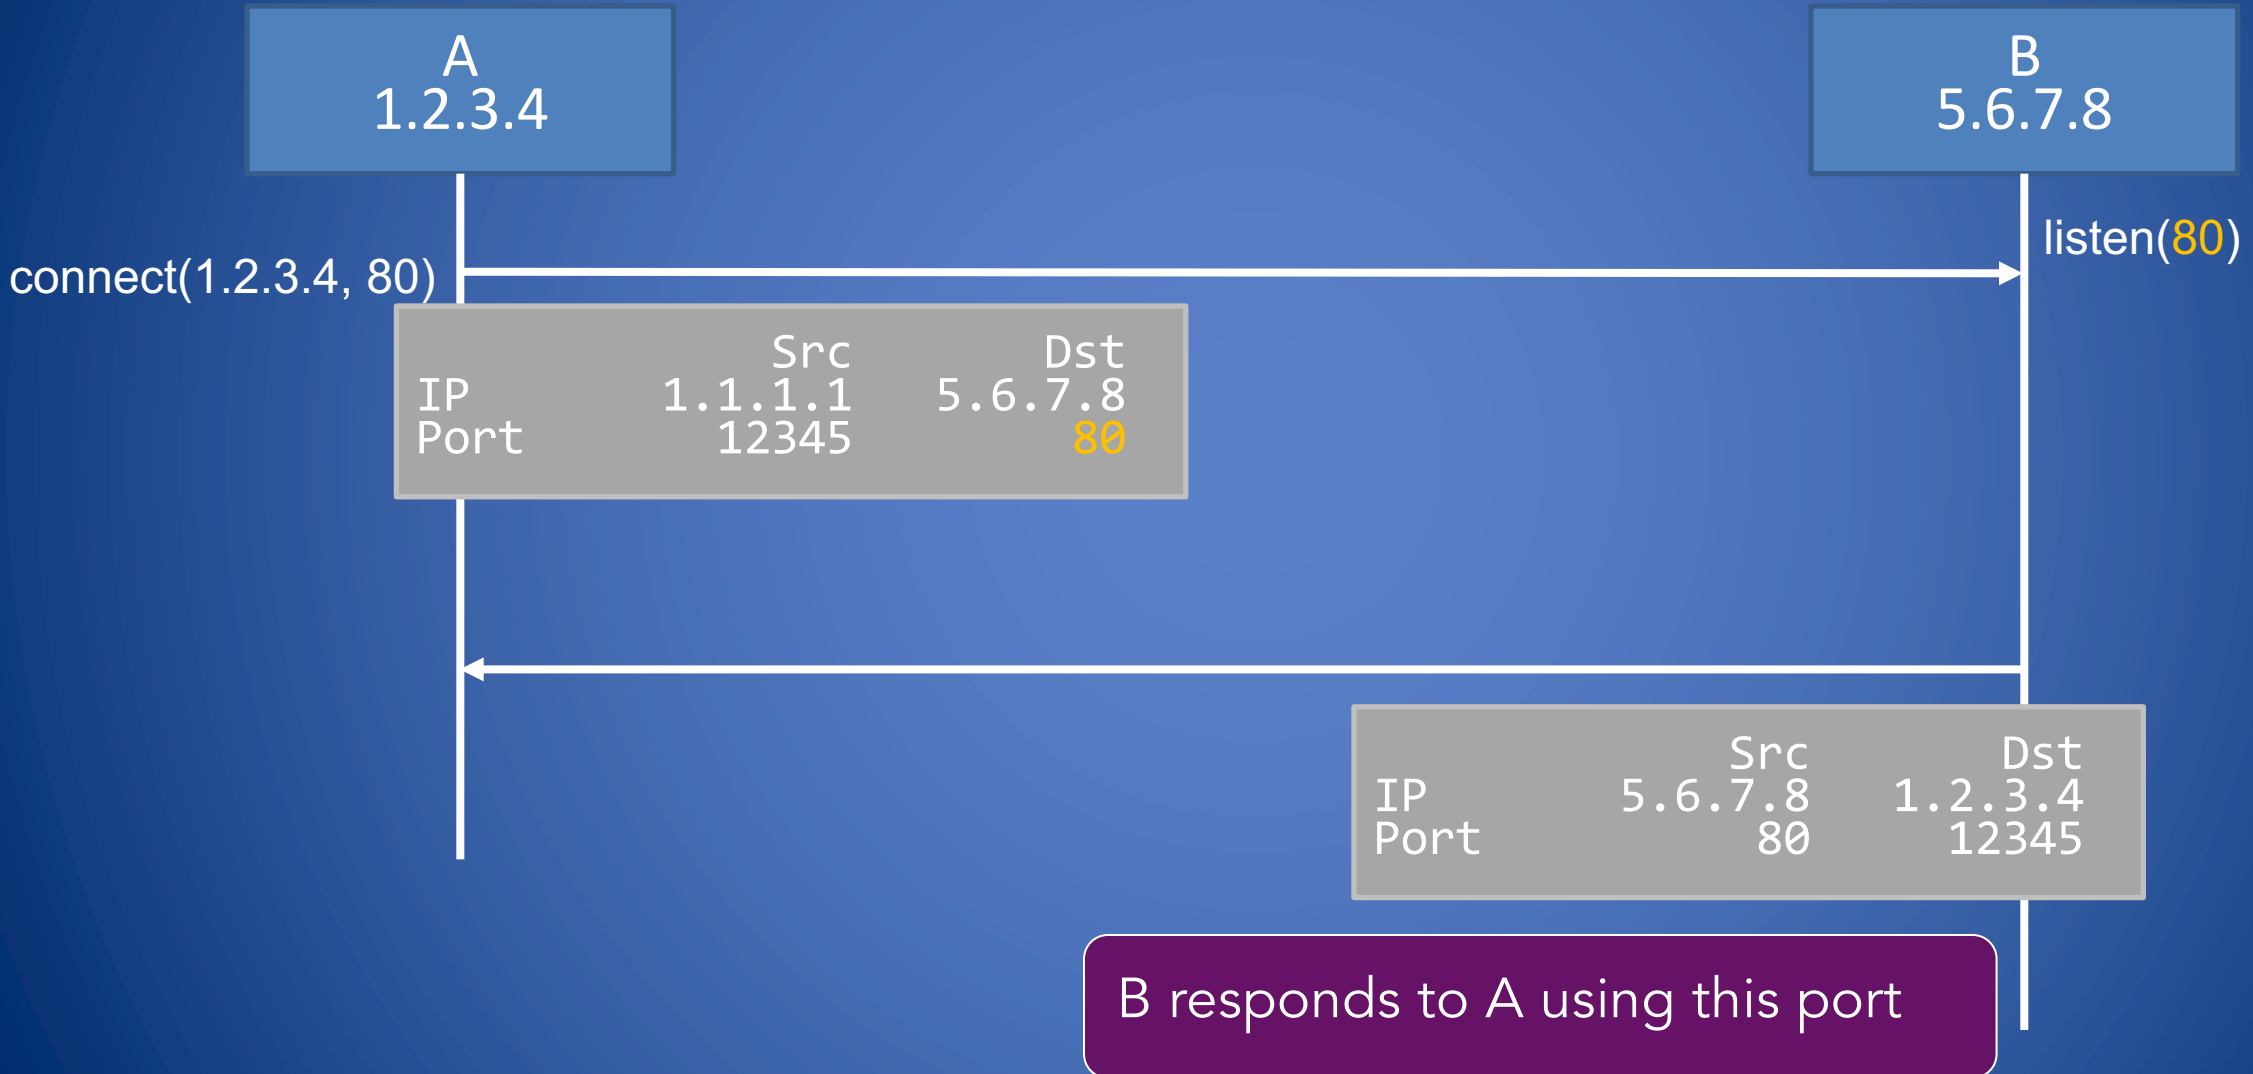 A
1.2.3.4
B
5.6.7.8
listen(80)
connect(1.2.3.4, 80)
Src Dst
IP 1.1.1.1 5.6.7.8
Port 12345 80
Src Dst
IP 5.6.7.8 1.2.3.4
Port 80 12345
B responds to A using this port